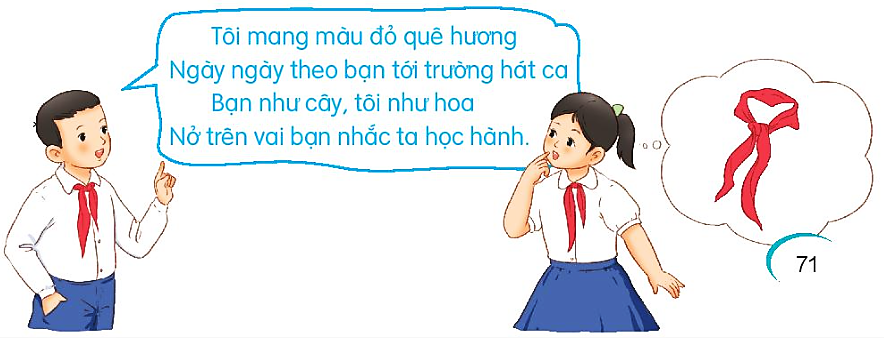 Tôi mang màu đỏ quê hương
Ngày ngày theo bạn tới trường hát ca
Bạn như cây, tôi như hoa
Nở trên vai bạn nhắc ta học hành.
71